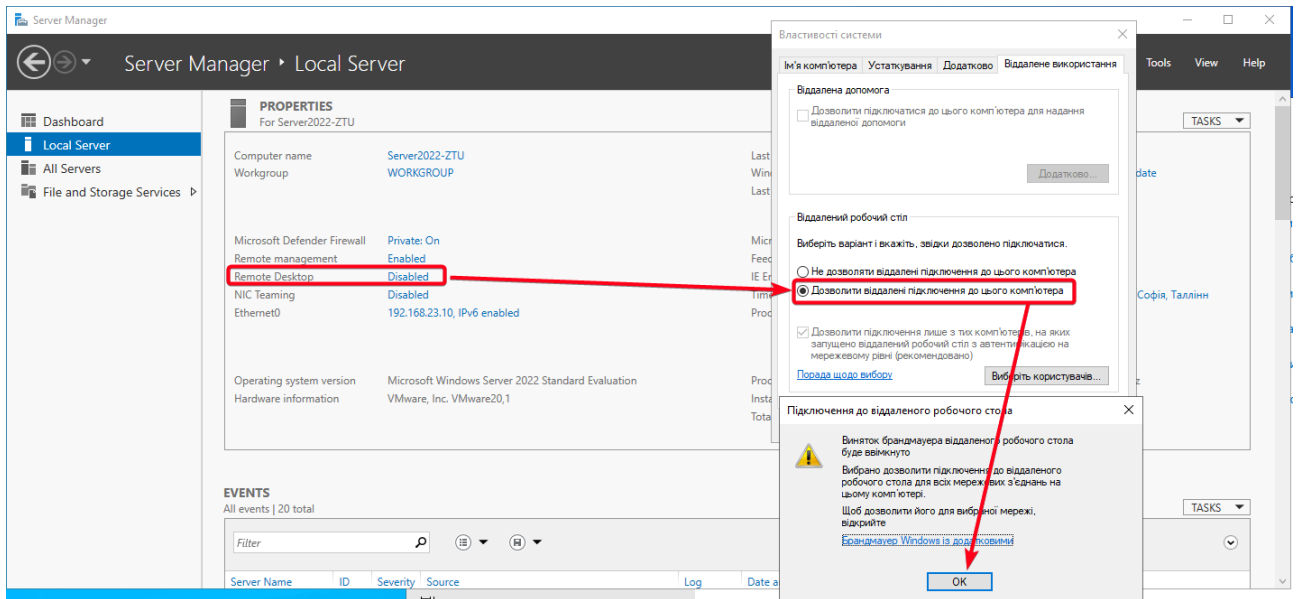 Server Manager
Server Manager ‣ Local Server
Tools View Help
Dashboard
Local Server
All Servers
File and Storage Services
PROPERTIES
For Server2022-ZTU
TASKS
Computer name Server2022-ZTU
Workgroup WORKGROUP
Last
Last
date
Microsoft Defender Firewall Private: On
Remote management Enabled
Remote Desktop Disabled
NIC Teaming Disabled
Ethernet0 192.168.23.10, IPv6 enabled
Софія, Таллінн
Operating system version Microsoft Windows Server 2022 Standard Evaluation
Hardware information VMware, Inc. VMware20,1
EVENTS
All events | 20 total
TASKS
Filter
Server Name ID Severity Source Log Date a
Властивості системи
Ім'я комп'ютера Устаткування Додатково Віддалене використання
Віддалена допомога
Дозволити підключатися до цього комп'ютера для надання
віддаленої допомоги
Додатково...
Віддалений робочий стіл
Виберіть варіант і вкажіть, звідки дозволено підключатися.
Не дозволяти віддалені підключення до цього комп'ютера
Дозволити віддалені підключення до цього комп'ютера
Дозволити підключення лише з тих комп'ютерів, на яких
запущено віддалений робочий стіл з автентифікацією на
мережевому рівні (рекомендовано)
Порада щодо вибору
Виберіть користувачів...
Підключення до віддаленого робочого стола
Виняток брандмауера віддаленого робочого стола
буде ввімкнуто
Вибрано дозволити підключення до віддаленого
робочого стола для всіх мережевих з'єднань на
цьому комп'ютері.
Щоб дозволити його для вибраної мережі,
відкрийте
Брандмауер Windows із додатковими
OK